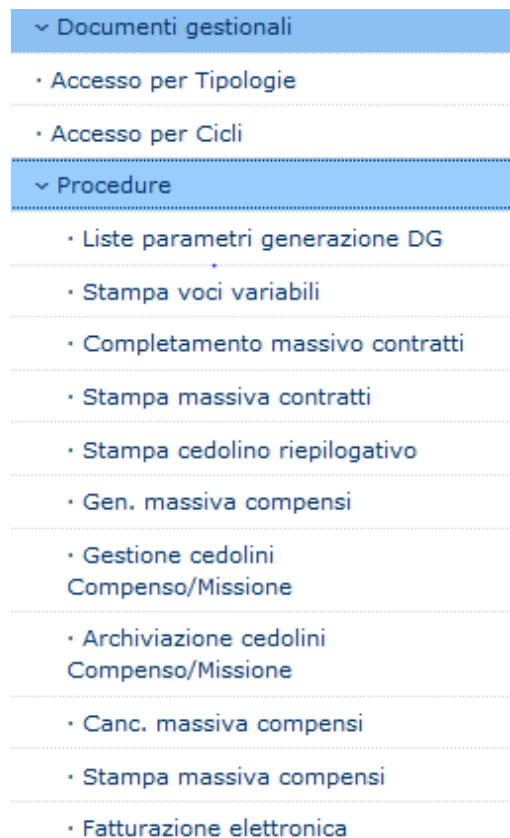 Documenti gestionali
· Accesso per Tipologie
· Accesso per Cicli
Procedure
· Liste parametri generazione DG
· Stampa voci variabili
· Completamento massivo contratti
· Stampa massiva contratti
· Stampa cedolino riepilogativo
· Gen. massiva compensi
· Gestione cedolini
Compenso/Missione
· Archiviazione cedolini
Compenso/Missione
· Canc. massiva compensi
· Stampa massiva compensi
· Fatturazione elettronica